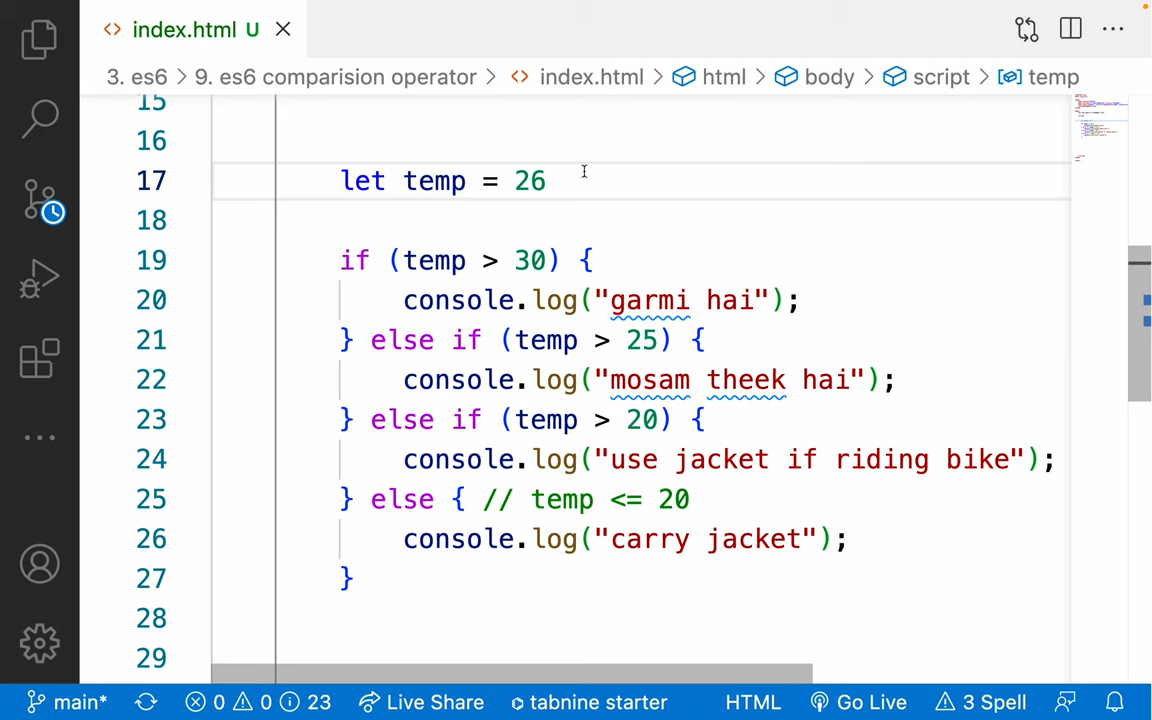 index.html U
3. es6 > 9. es6 comparision operator > index.html > html > body > script > temp
15
16
17 let temp = 26
18
19 if (temp > 30) {
20 console.log("garmi hai");
21 } else if (temp > 25) {
22 console.log("mosam theek hai");
23 } else if (temp > 20) {
24 console.log("use jacket if riding bike");
25 } else { // temp <= 20
26 console.log("carry jacket");
27 }
28
29
main* 0 0 23 Live Share tabnine starter HTML Go Live 3 Spell